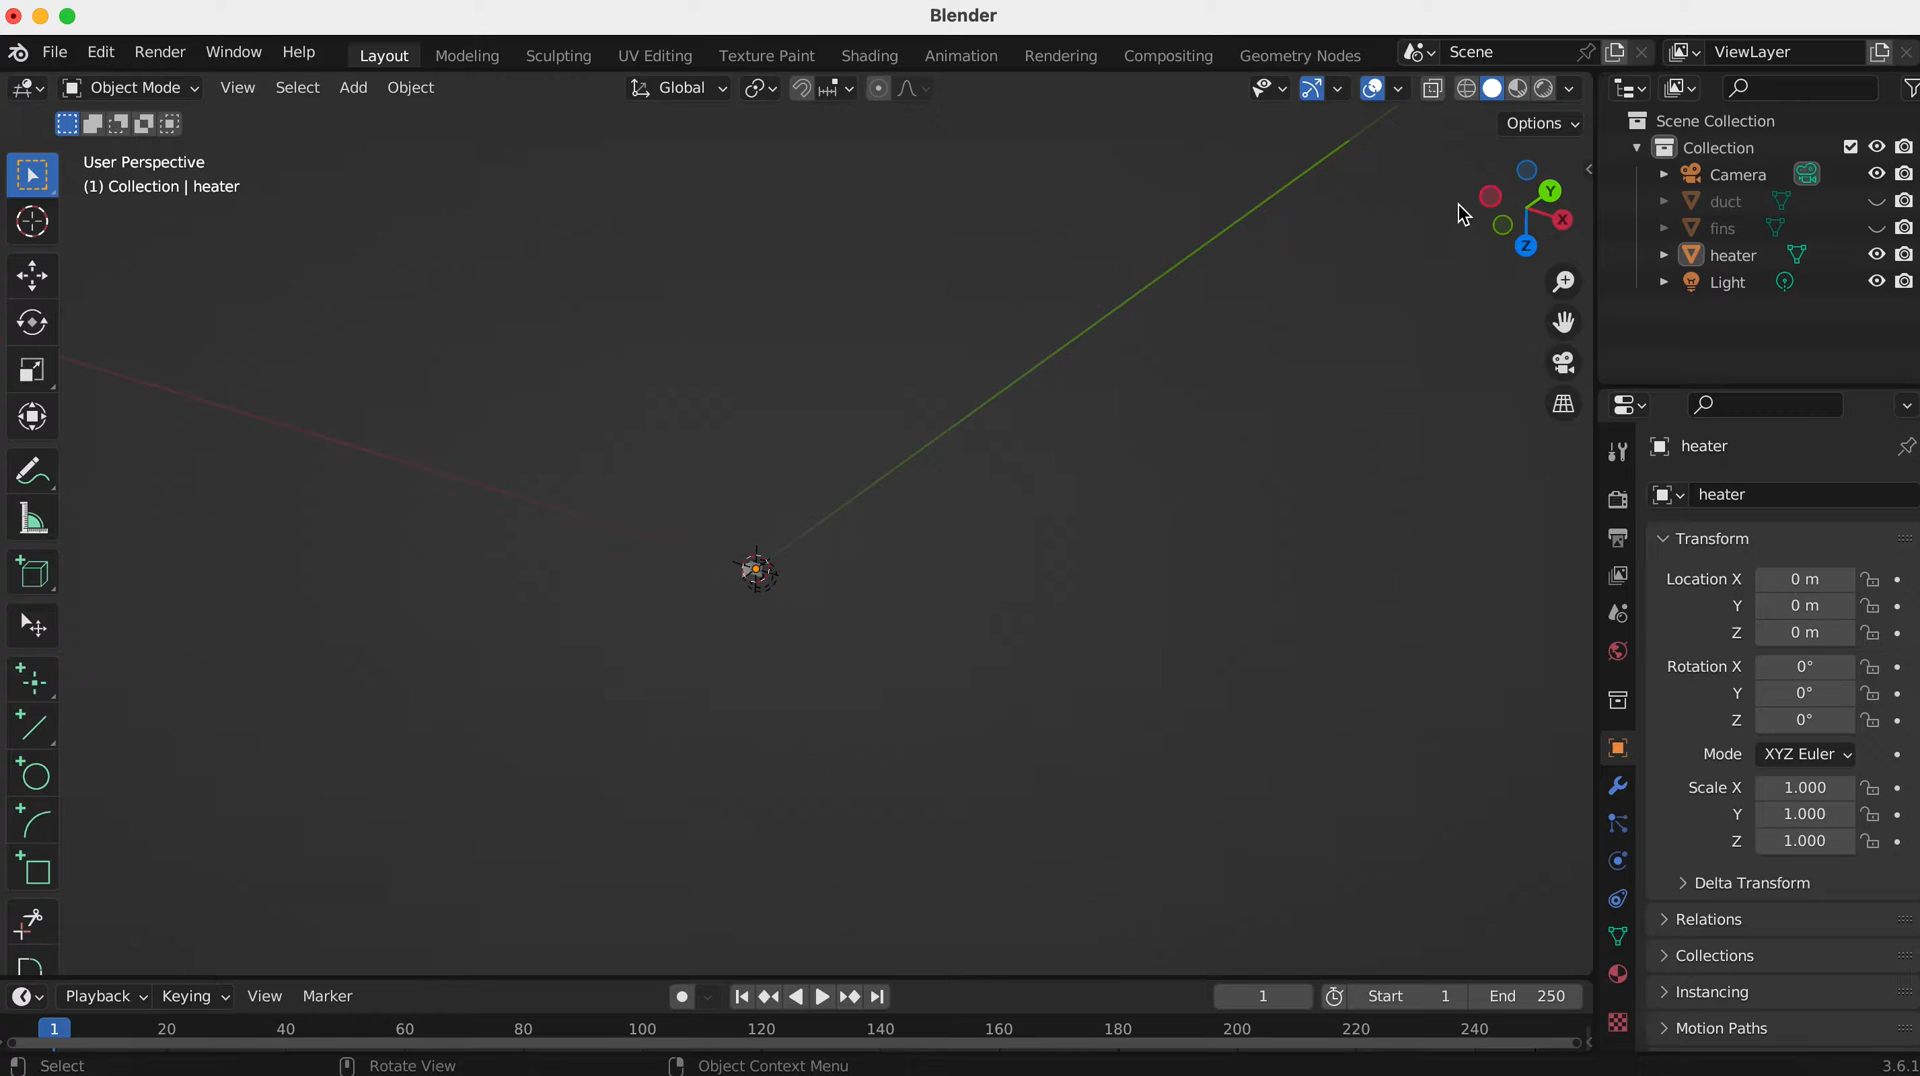 Blender
File Edit Render Window Help
Layout Modeling Sculpting UV Editing Texture Paint Shading Animation Rendering Compositing Geometry Nodes
Scene
ViewLayer
Object Mode View Select Add Object
Global
Options
User Perspective
(1) Collection | heater
Y
X
Z
Scene Collection
Collection
Camera
duct
fins
heater
Light
heater
heater
Transform
Location X 0 m
Y 0 m
Z 0 m
Rotation X 0°
Y 0°
Z 0°
Mode XYZ Euler
Scale X 1.000
Y 1.000
Z 1.000
Delta Transform
Relations
Collections
Instancing
Motion Paths
Playback Keying View Marker
1 Start 1 End 250
1 20 40 60 80 100 120 140 160 180 200 220 240
Select Rotate View Object Context Menu 3.6.1